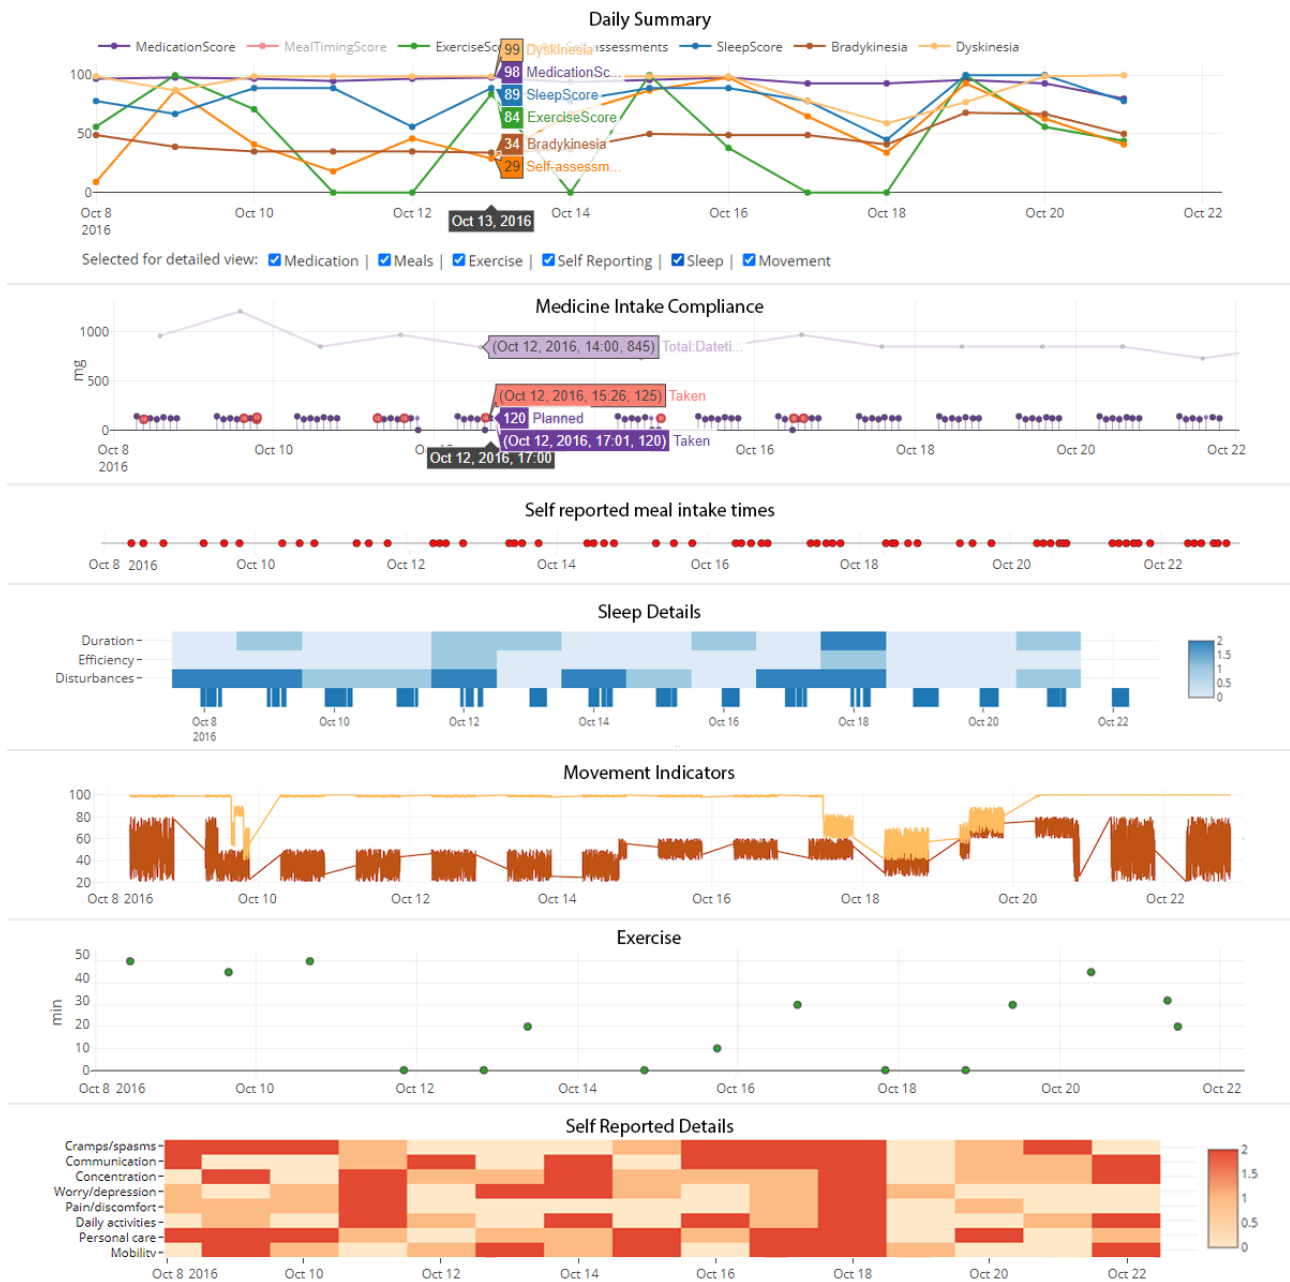 Daily Summary
MedicationScore MealTimingScore ExerciseSco Self-assessments SleepScore Bradykinesia Dyskinesia
99 Dyskinesia
100 98 MedicationSc...
89 SleepScore
84 ExerciseScore
50
34 Bradykinesia
29 Self-assessm...
0
Oct 8 Oct 10 Oct 12 Oct 13, 2016 Oct 14 Oct 16 Oct 18 Oct 20 Oct 22
2016
Selected for detailed view: Medication | Meals | Exercise | Self Reporting | Sleep | Movement
Medicine Intake Compliance
1000
(Oct 12, 2016, 14:00, 845) Total:Dateti...
mg
500
(Oct 12, 2016, 15:26, 125) Taken
120 Planned
0
(Oct 12, 2016, 17:01, 120) Taken
Oct 8 Oct 10 Oct 12, 2016, 17:00 Oct 16 Oct 18 Oct 20 Oct 22
2016
Self reported meal intake times
Oct 8 2016 Oct 10 Oct 12 Oct 14 Oct 16 Oct 18 Oct 20 Oct 22
Sleep Details
Duration
Efficiency
Disturbances
2
1.5
1
0.5
0
Oct 8 Oct 10 Oct 12 Oct 14 Oct 16 Oct 18 Oct 20 Oct 22
2016
Movement Indicators
100
80
60
40
20
Oct 8 2016 Oct 10 Oct 12 Oct 14 Oct 16 Oct 18 Oct 20 Oct 22
Exercise
50
40
30
min
20
10
0
Oct 8 2016 Oct 10 Oct 12 Oct 14 Oct 16 Oct 18 Oct 20 Oct 22
Self Reported Details
Cramps/spasms
Communication
Concentration
Worry/depression
Pain/discomfort
Daily activities
Personal care
Mobility
2
1.5
1
0.5
0
Oct 8 2016 Oct 10 Oct 12 Oct 14 Oct 16 Oct 18 Oct 20 Oct 22